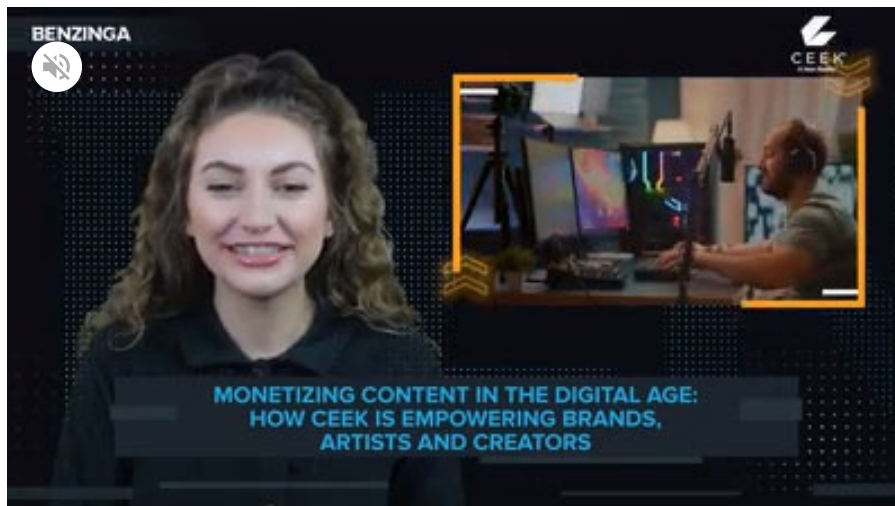 BENZINGA
CEEK
MONETIZING CONTENT IN THE DIGITAL AGE:
HOW CEEK IS EMPOWERING BRANDS,
ARTISTS AND CREATORS